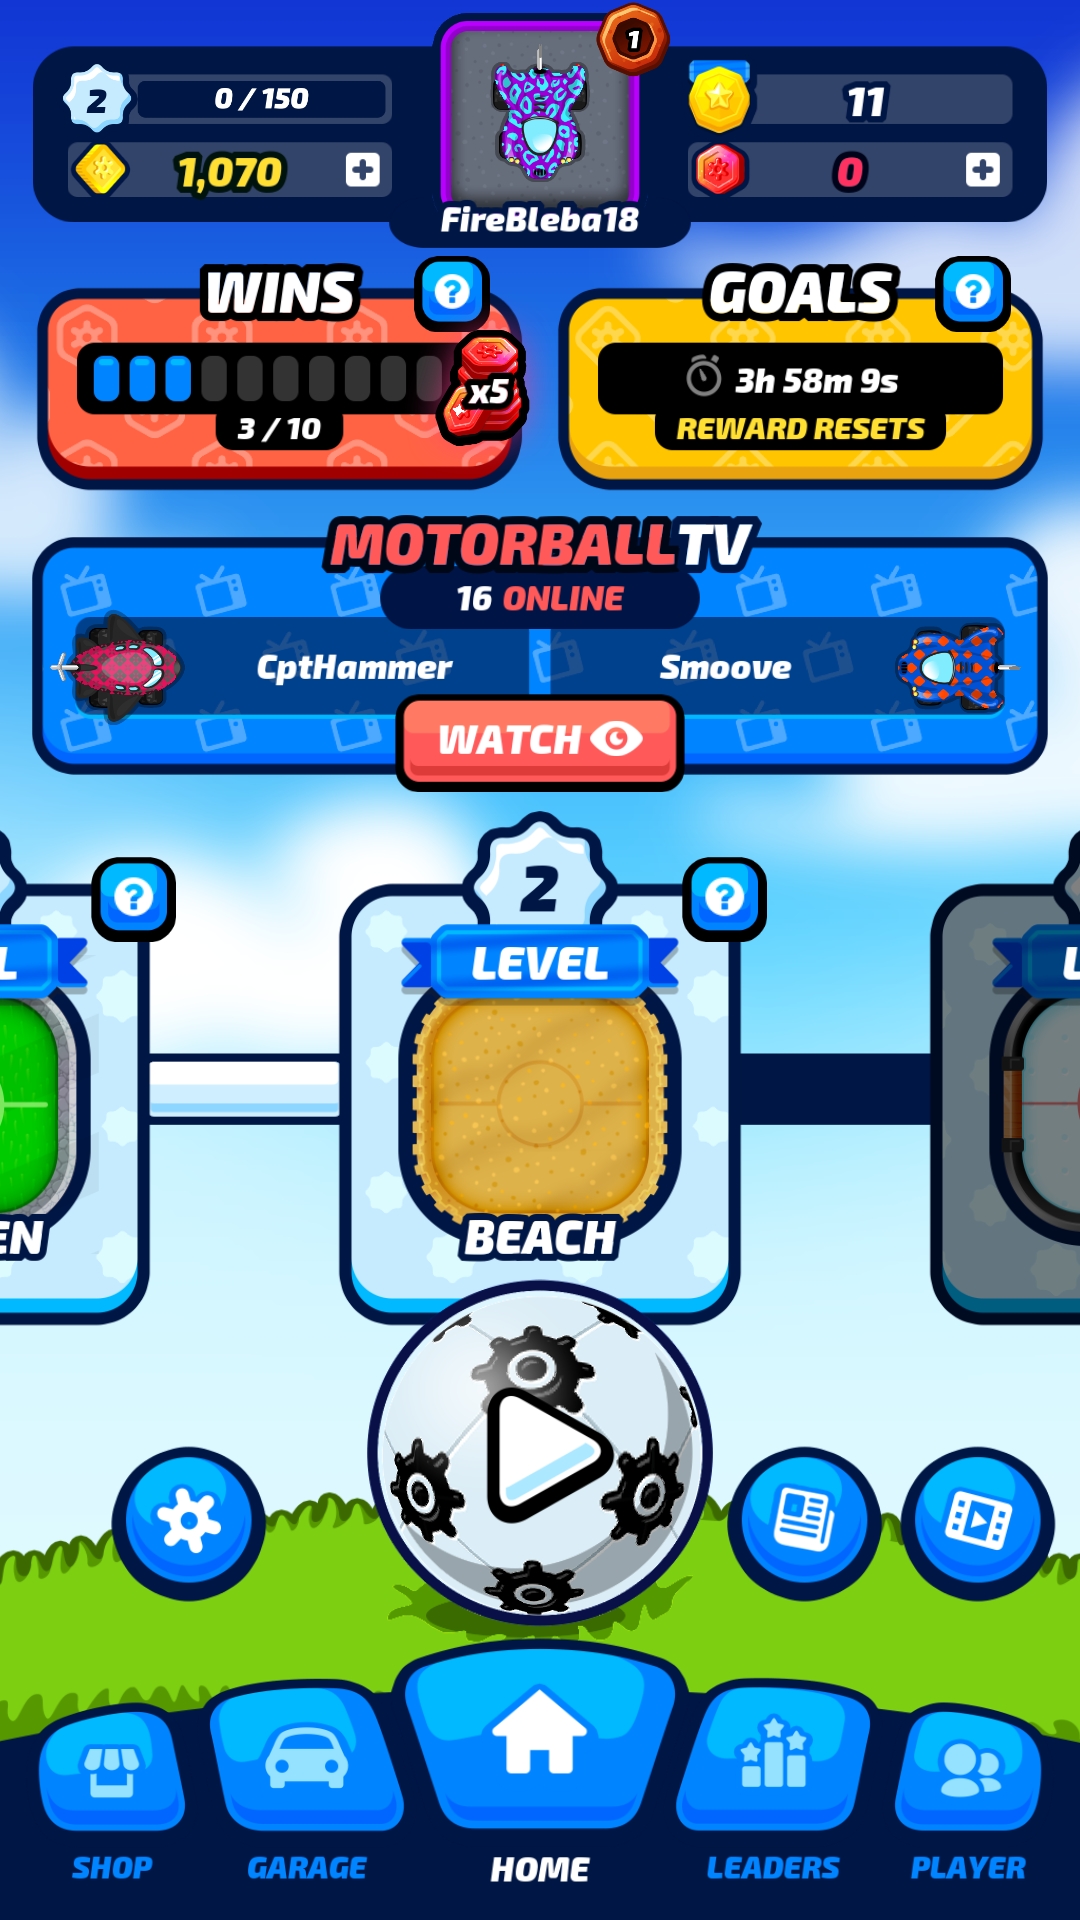 1
2
0 / 150
11
1,070
0
FireBleba18
WINS
GOALS
x5
3 / 10
3h 58m 9s
REWARD RESETS
MOTORBALLTV
16 ONLINE
CptHammer
Smoove
WATCH
2
L
LEVEL
L
EN
BEACH
SHOP
GARAGE
HOME
LEADERS
PLAYER